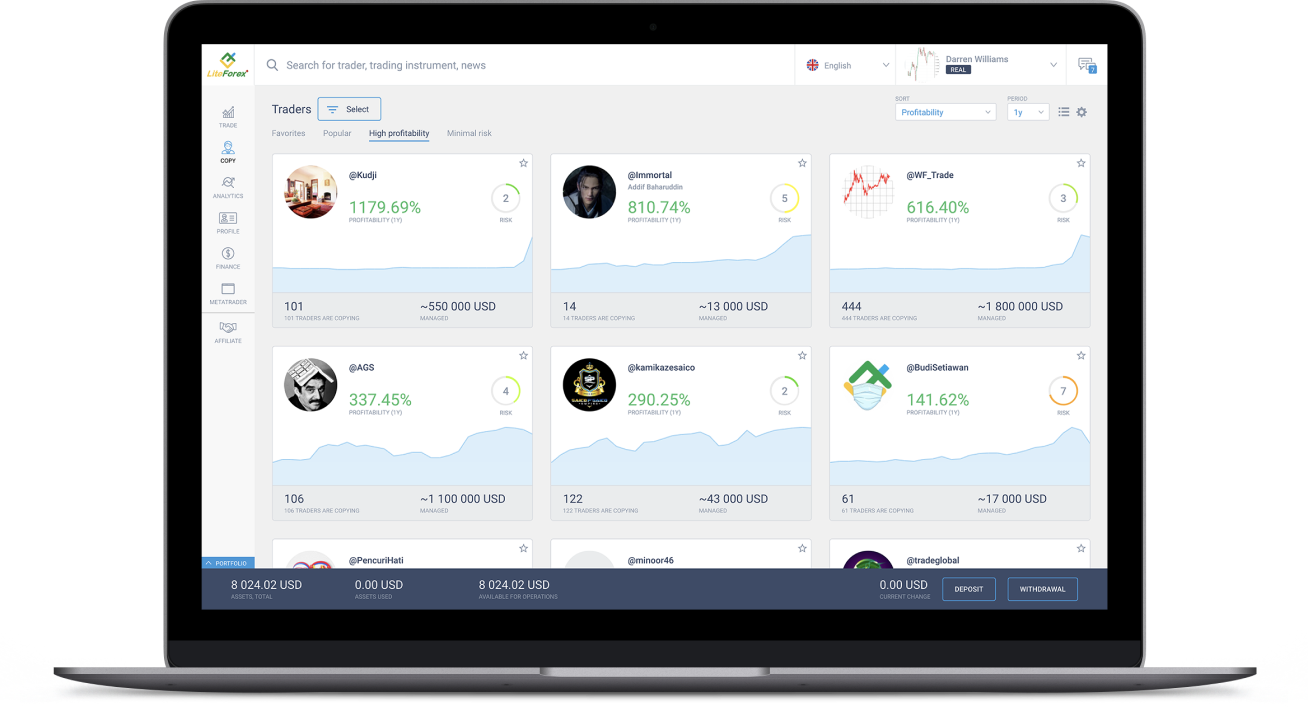 LiteForex
Search for trader, trading instrument, news
English
Darren Williams
REAL
7
TRADE
COPY
ANALYTICS
PROFILE
FINANCE
METATRADER
AFFILIATE
Traders
Select
SORT
Profitability
PERIOD
1y
Favorites
Popular
High profitability
Minimal risk
@Kudji
1179.69%
PROFITABILITY (1Y)
2
RISK
101
101 TRADERS ARE COPYING
~550 000 USD
MANAGED
@Immortal
Addif Baharuddin
810.74%
PROFITABILITY (1Y)
5
RISK
14
14 TRADERS ARE COPYING
~13 000 USD
MANAGED
@WF_Trade
616.40%
PROFITABILITY (1Y)
3
RISK
444
444 TRADERS ARE COPYING
~1 800 000 USD
MANAGED
@AGS
337.45%
PROFITABILITY (1Y)
4
RISK
106
106 TRADERS ARE COPYING
~1 100 000 USD
MANAGED
@kamikazesaico
290.25%
PROFITABILITY (1Y)
2
RISK
122
122 TRADERS ARE COPYING
~43 000 USD
MANAGED
@BudiSetiawan
141.62%
PROFITABILITY (1Y)
7
RISK
61
61 TRADERS ARE COPYING
~17 000 USD
MANAGED
@PencuriHati
@minoor46
@tradeglobal
PORTFOLIO
8 024.02 USD
ASSETS, TOTAL
0.00 USD
ASSETS USED
8 024.02 USD
AVAILABLE FOR OPERATIONS
0.00 USD
CURRENT CHANGE
DEPOSIT
WITHDRAWAL